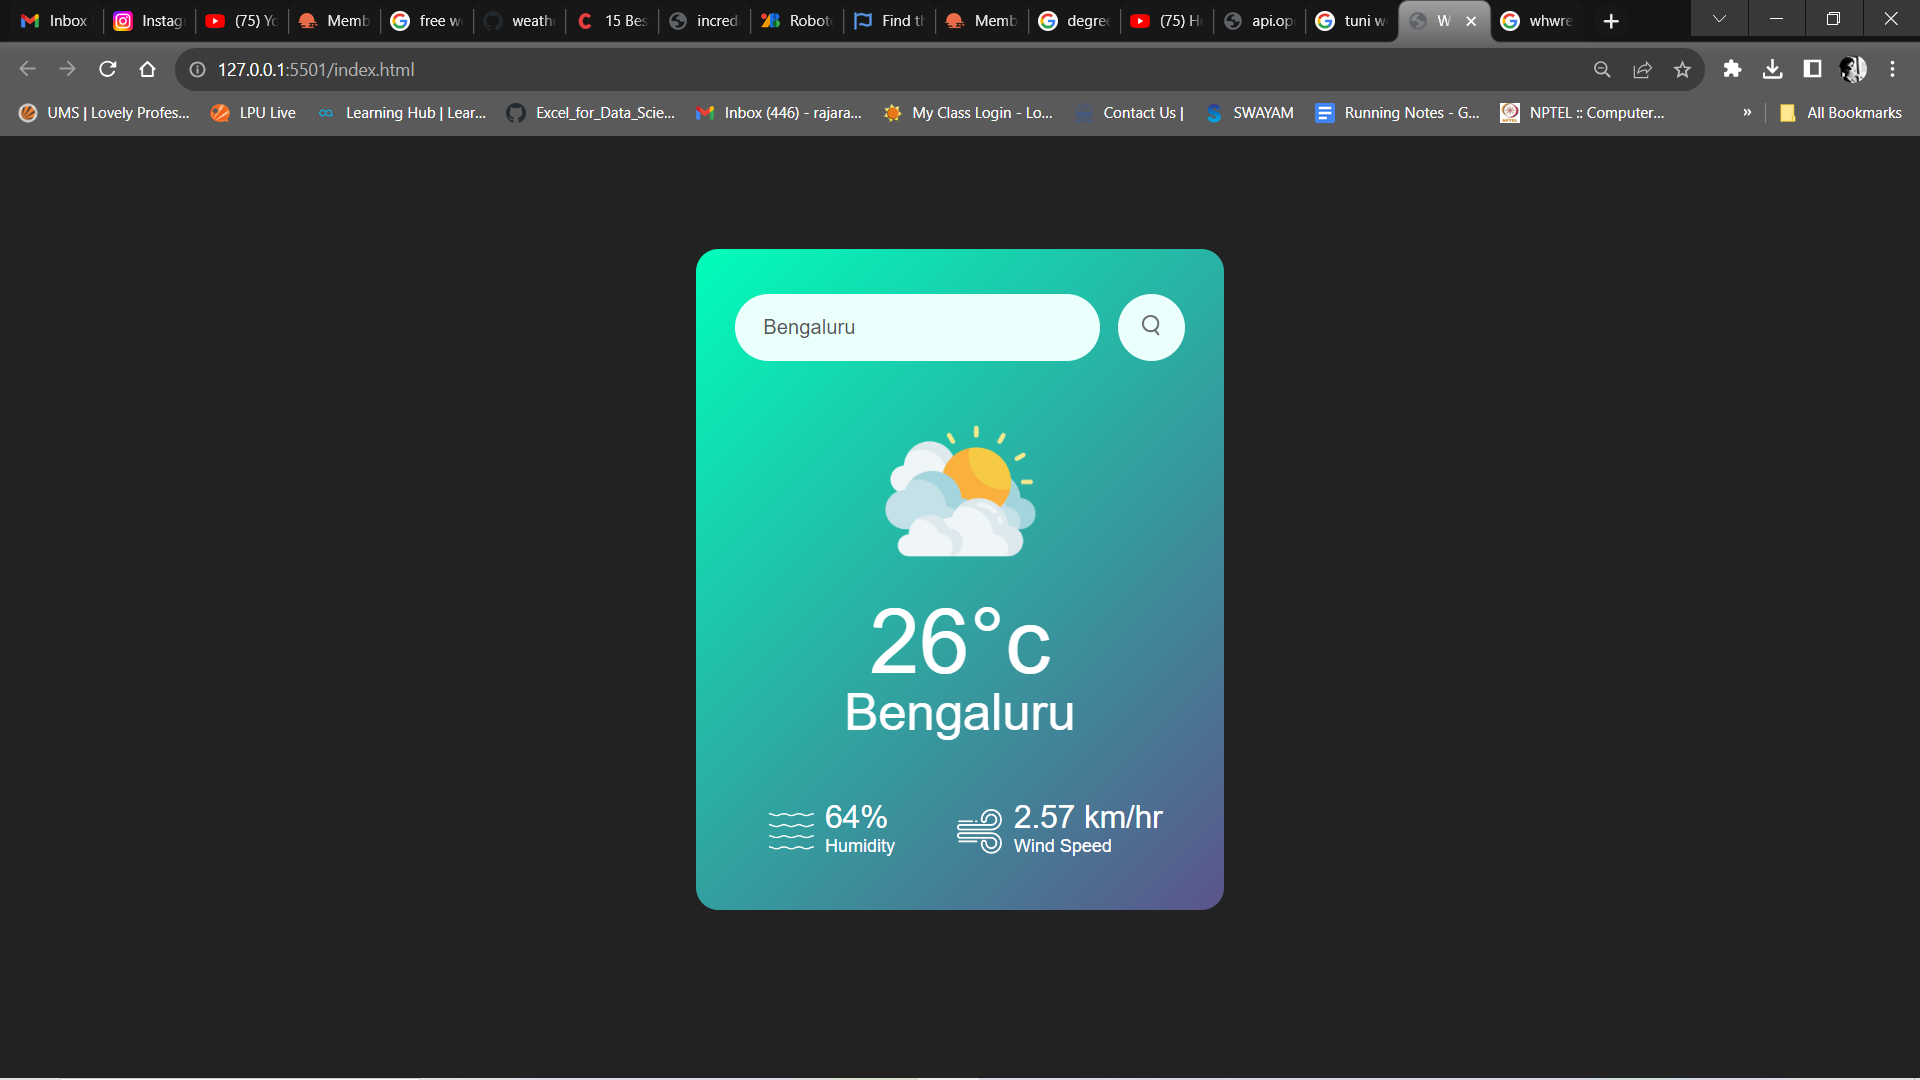 Inbox Instag (75) Yo Memb free w weath 15 Bes incred Robot Find th Memb degre (75) H api.op tuni w W whwre
127.0.0.1:5501/index.html
UMS | Lovely Profes... LPU Live Learning Hub | Lear... Excel_for_Data_Scie... Inbox (446) - rajara... My Class Login - Lo... Contact Us | SWAYAM Running Notes - G... NPTEL :: Computer... » All Bookmarks
Bengaluru
26°c
Bengaluru
64%
Humidity
2.57 km/hr
Wind Speed